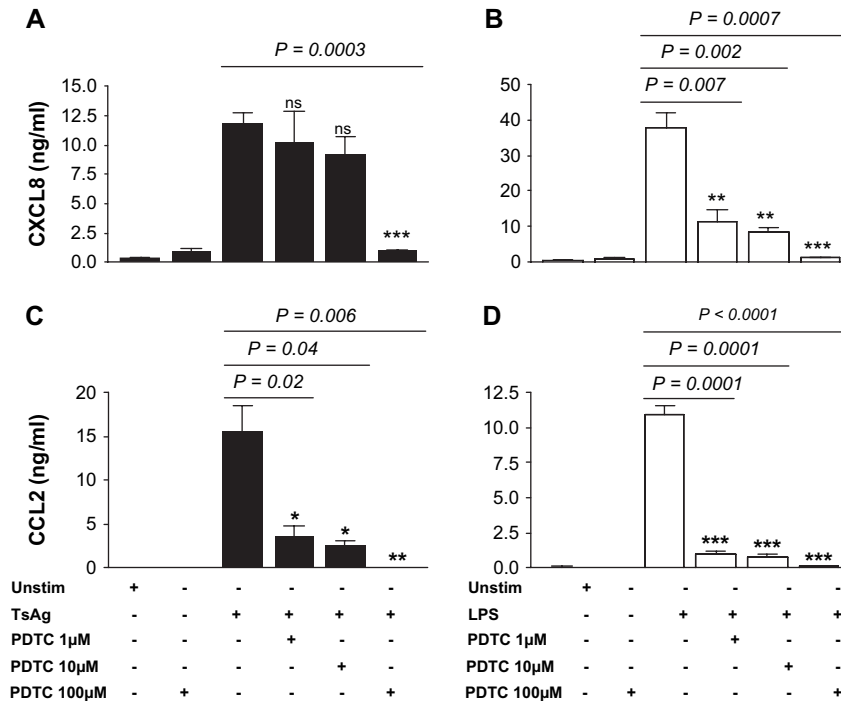 A
P = 0.0003
CXCL8 (ng/ml)
15.0
12.5
10.0
7.5
5.0
2.5
0.0
ns
ns
***
B
P = 0.0007
P = 0.002
P = 0.007
50
40
30
20
10
0
**
**
***
C
P = 0.006
P = 0.04
P = 0.02
CCL2 (ng/ml)
20
15
10
5
0
*
*
**
D
P < 0.0001
P = 0.0001
P = 0.0001
12.5
10.0
7.5
5.0
2.5
0.0
***
***
***
Unstim + - - - - -
TsAg - - + + + +
PDTC 1µM - - - + - -
PDTC 10µM - - - - + -
PDTC 100µM - + - - - +
Unstim + - - - - -
LPS - - + + + +
PDTC 1µM - - - + - -
PDTC 10µM - - - - + -
PDTC 100µM - + - - - +